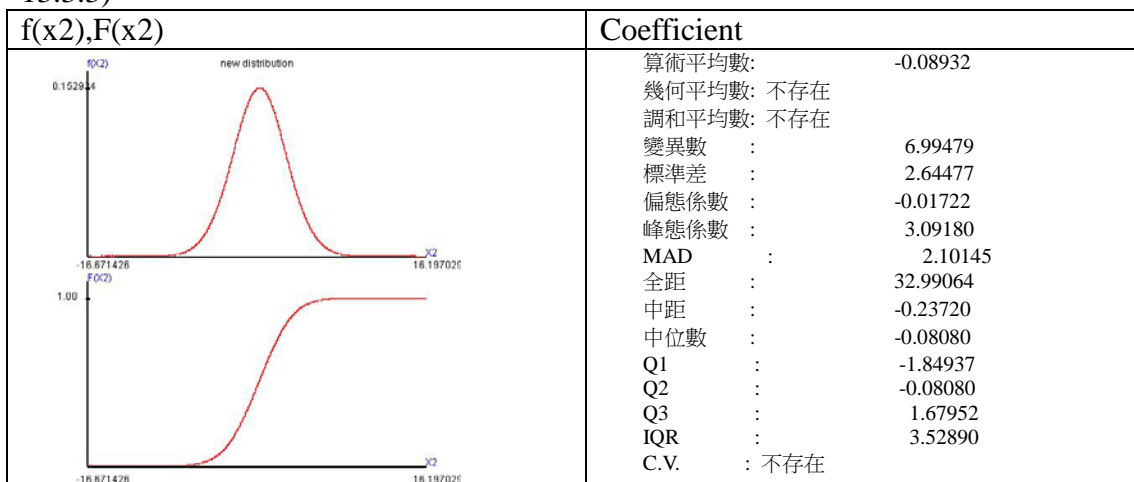 f(x2),F(x2)
Coefficient
f(X2)
new distribution
X2
-16.671426
16.197029
F(X2)
1.00
X2
-16.671426
16.197029
算術平均數: -0.08932
幾何平均數: 不存在
調和平均數: 不存在
變異數 : 6.99479
標準差 : 2.64477
偏態係數 : -0.01722
峰態係數 : 3.09180
MAD : 2.10145
全距 : 32.99064
中距 : -0.23720
中位數 : -0.08080
Q1 : -1.84937
Q2 : -0.08080
Q3 : 1.67952
IQR : 3.52890
C.V. : 不存在